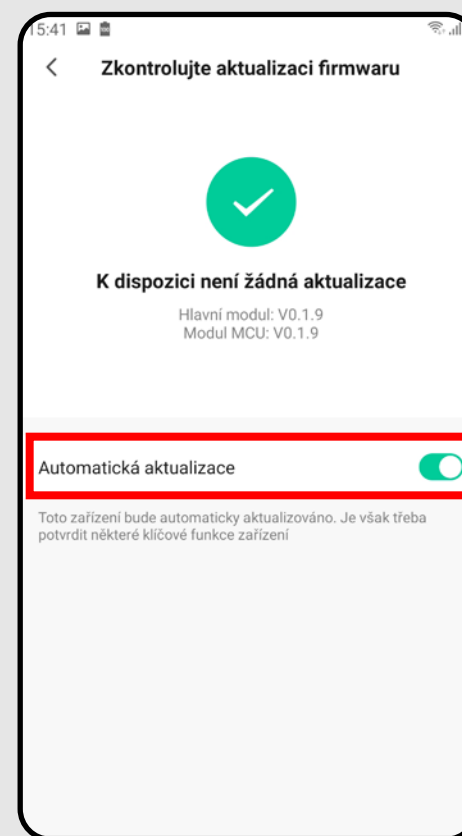 15:41
Zkontrolujte aktualizaci firmwaru
K dispozici není žádná aktualizace
Hlavní modul: V0.1.9
Modul MCU: V0.1.9
Automatická aktualizace
Toto zařízení bude automaticky aktualizováno. Je však třeba
potvrdit některé klíčové funkce zařízení